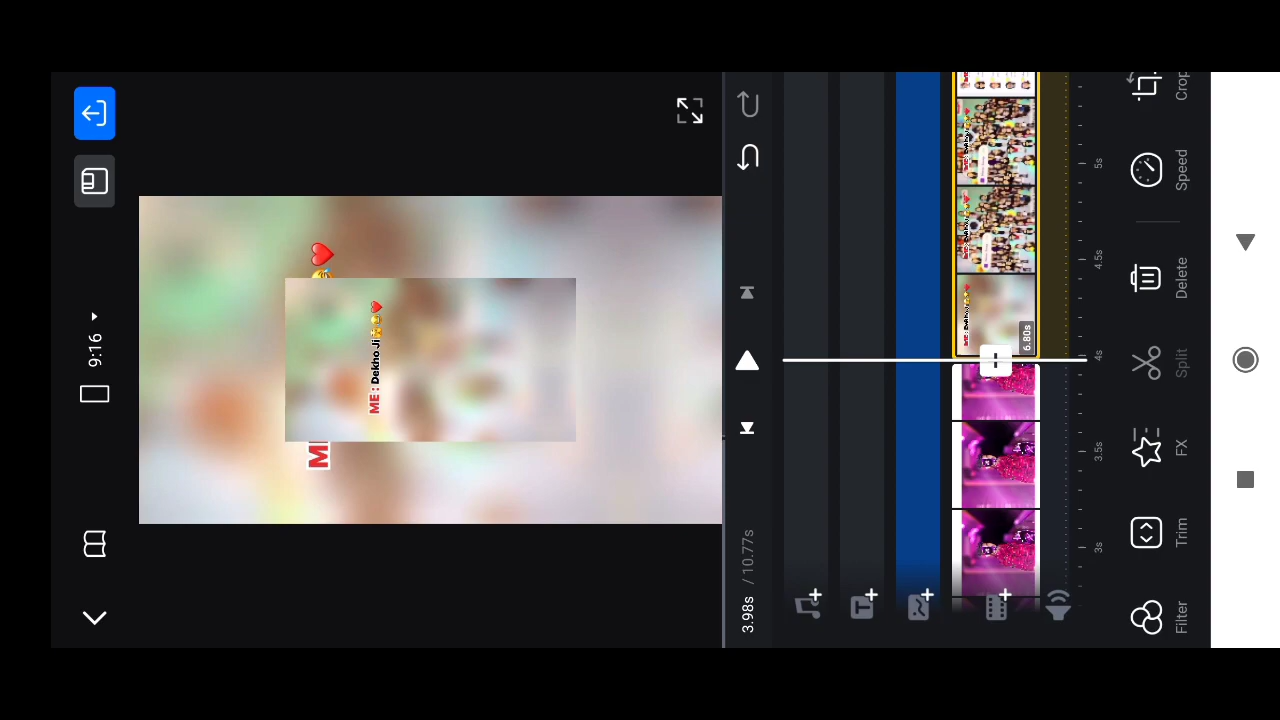 9:16
ME
ME : Dekho Ji 🤩😂❤️
3.98s / 10.77s
6.80s
3s
3.5s
4s
4.5s
5s
Filter
Trim
FX
Split
Delete
Speed
Crop